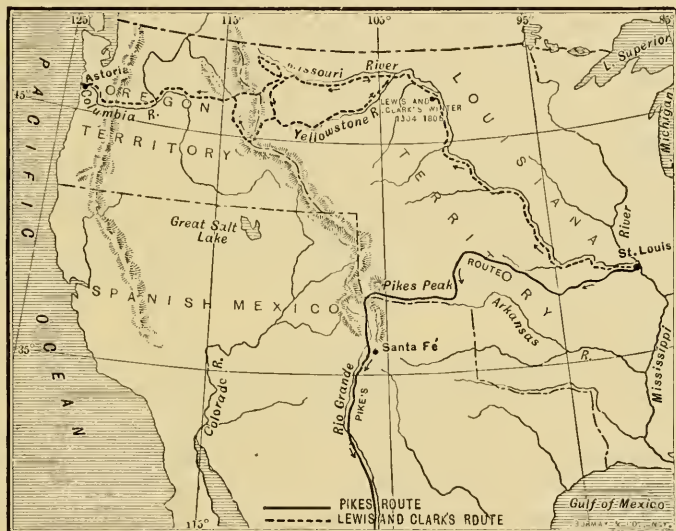 125°
115°
105°
95°
L. Superior
L. Michigan
Missouri River
Astoria
OREGON
45°
Columbia R.
TERRITORY
Yellowstone R.
LEWIS AND
CLARK'S WINTER
1804 1805
LOUISIANA
TERRITORY
PACIFIC OCEAN
Great Salt
Lake
River
St. Louis
Pikes Peak
ROUTE
SPANISH MEXICO
Arkansas
R.
35°
Santa Fé
Mississippi
Colorado R.
Rio Grande
PIKE'S
PIKES ROUTE
LEWIS AND CLARK'S ROUTE
Gulf of Mexico
115°